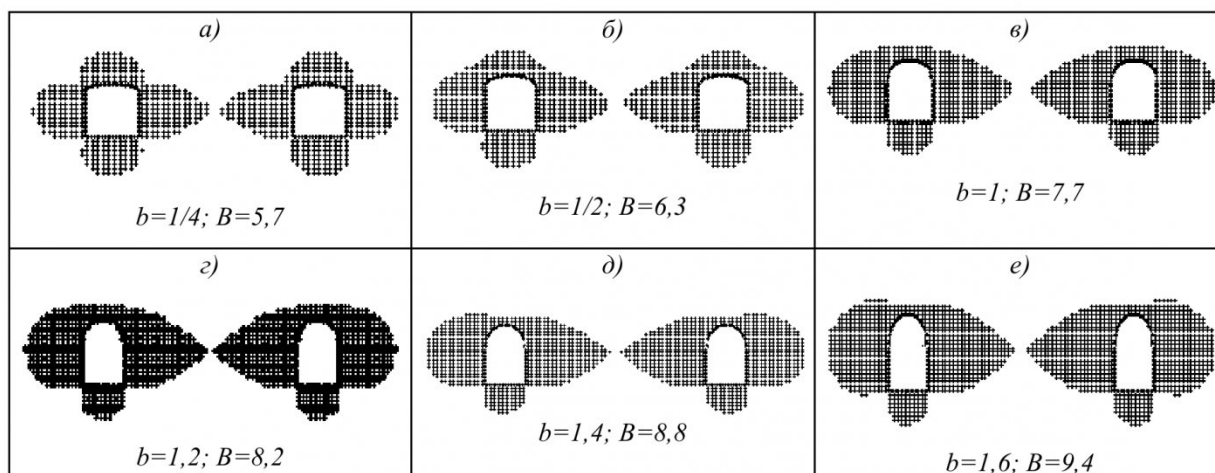 а)
б)
в)
b=1/4; B=5,7
b=1/2; B=6,3
b=1; B=7,7
г)
д)
е)
b=1,2; B=8,2
b=1,4; B=8,8
b=1,6; B=9,4